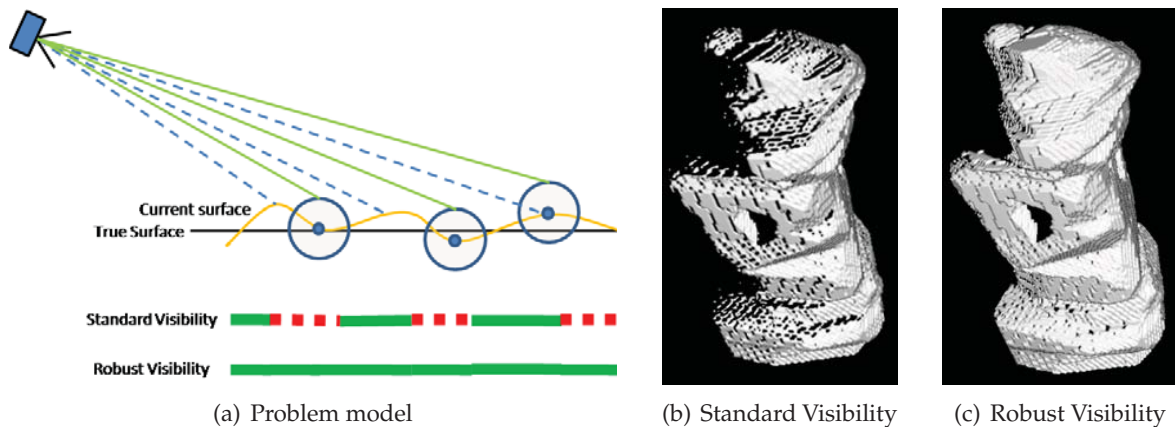 Current surface
True Surface
Standard Visibility
Robust Visibility
(a) Problem model
(b) Standard Visibility
(c) Robust Visibility